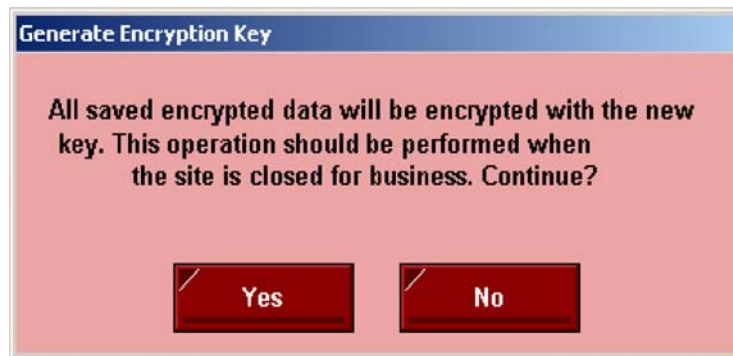 Generate Encryption Key
All saved encrypted data will be encrypted with the new
key. This operation should be performed when
the site is closed for business. Continue?
Yes
No